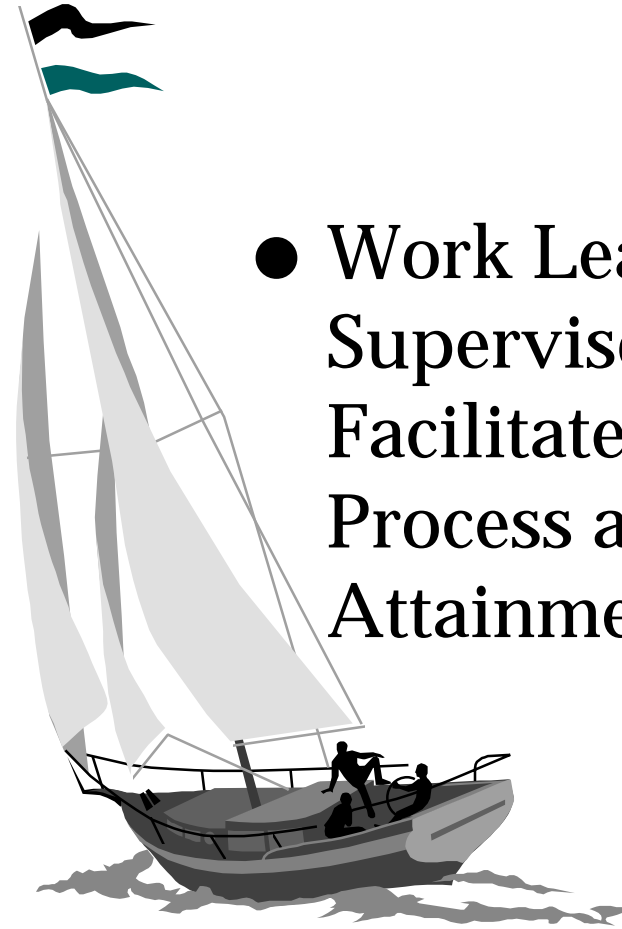 ● Work Lea
Supervis
Facilitate
Process a
Attainme